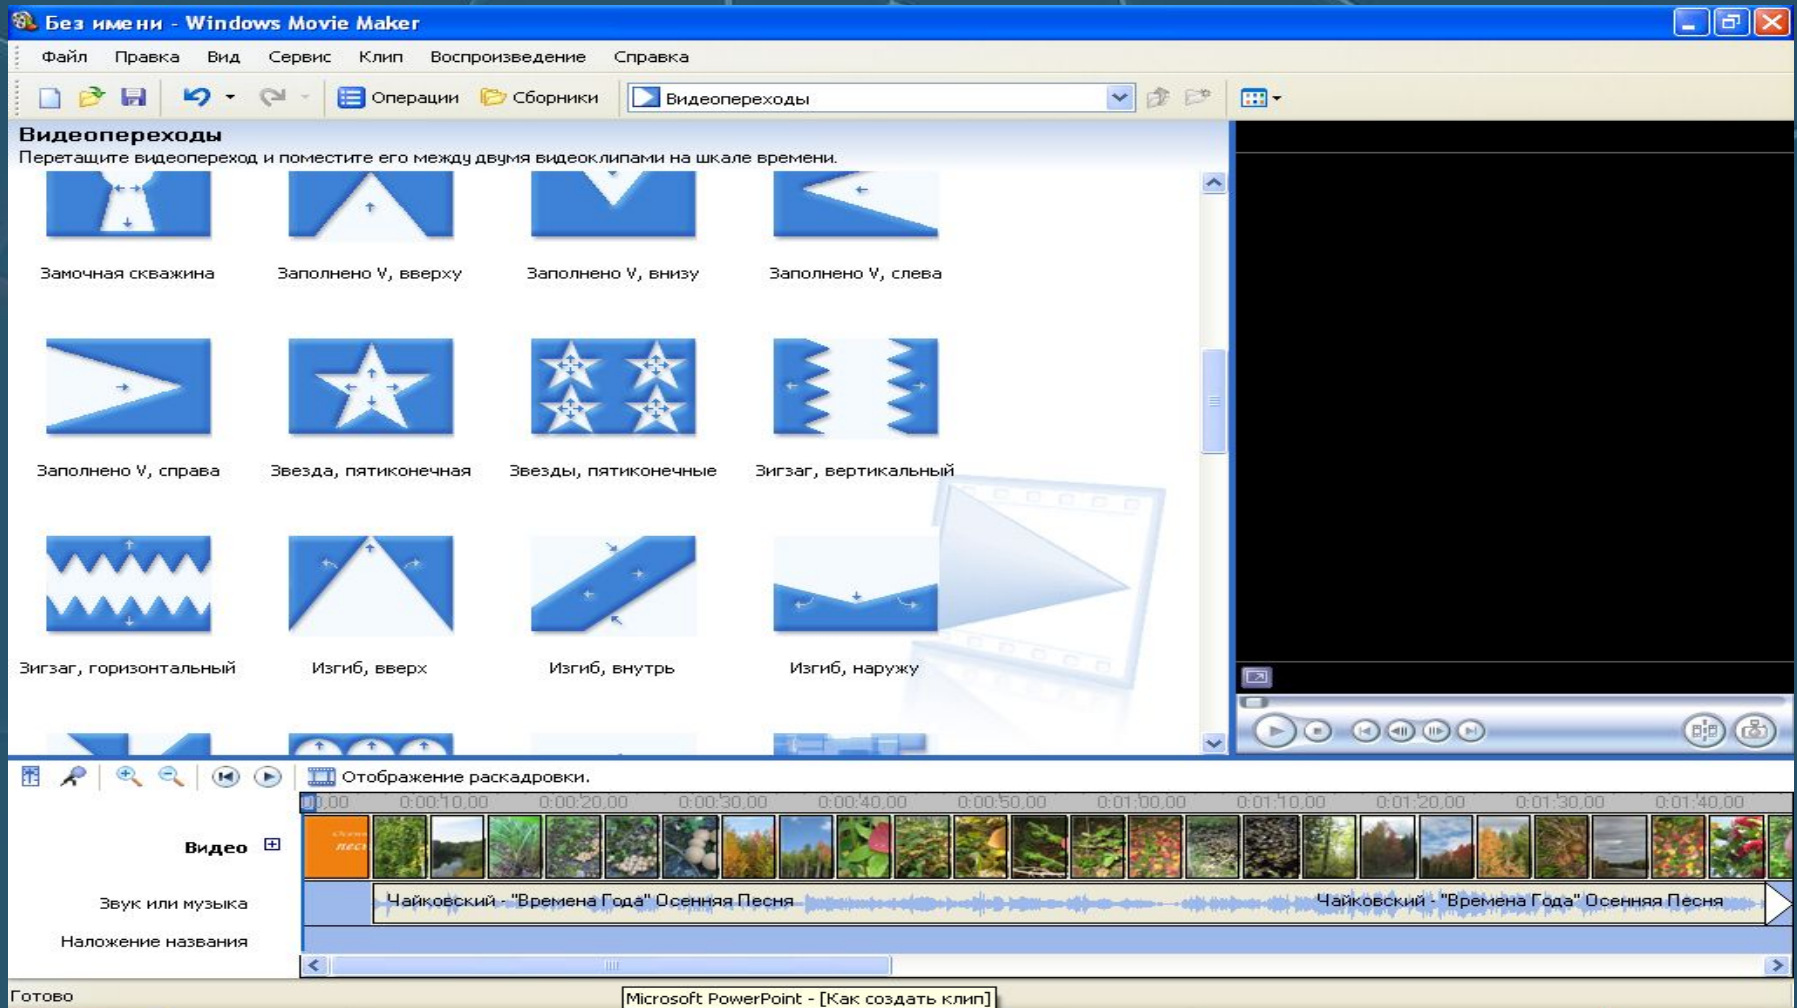 Без имени - Windows Movie Maker
Файл Правка Вид Сервис Клип Воспроизведение Справка
Операции Сборники Видеопереходы
Видеопереходы
Перетащите видеопереход и поместите его между двумя видеоклипами на шкале времени.
Замочная скважина Заполнено V, вверху Заполнено V, внизу Заполнено V, слева
Заполнено V, справа Звезда, пятиконечная Звезды, пятиконечные Зигзаг, вертикальный
Зигзаг, горизонтальный Изгиб, вверх Изгиб, внутрь Изгиб, наружу
Отображение раскадровки.
0:00:10,00 0:00:20,00 0:00:30,00 0:00:40,00 0:00:50,00 0:01:00,00 0:01:10,00 0:01:20,00 0:01:30,00 0:01:40,00
Видео
Звук или музыка
Чайковский - "Времена Года" Осенняя Песня Чайковский - "Времена Года" Осенняя Песня
Наложение названия
Готово
Microsoft PowerPoint - [Как создать клип]